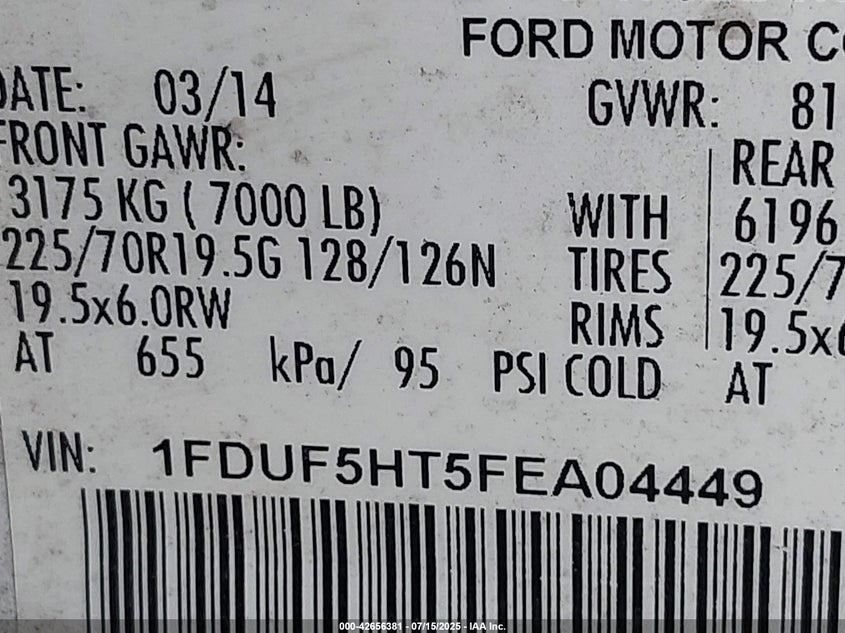 FORD MOTOR CO
DATE: 03/14 GVWR: 81
FRONT GAWR: REAR
3175 KG ( 7000 LB) WITH 6196
225/70R19.5G 128/126N TIRES 225/7
19.5x6.0RW RIMS 19.5x6
AT 655 kPa/ 95 PSI COLD AT
VIN: 1FDUF5HT5FEA04449
000-42656381 - 07/15/2025 - IAA Inc.